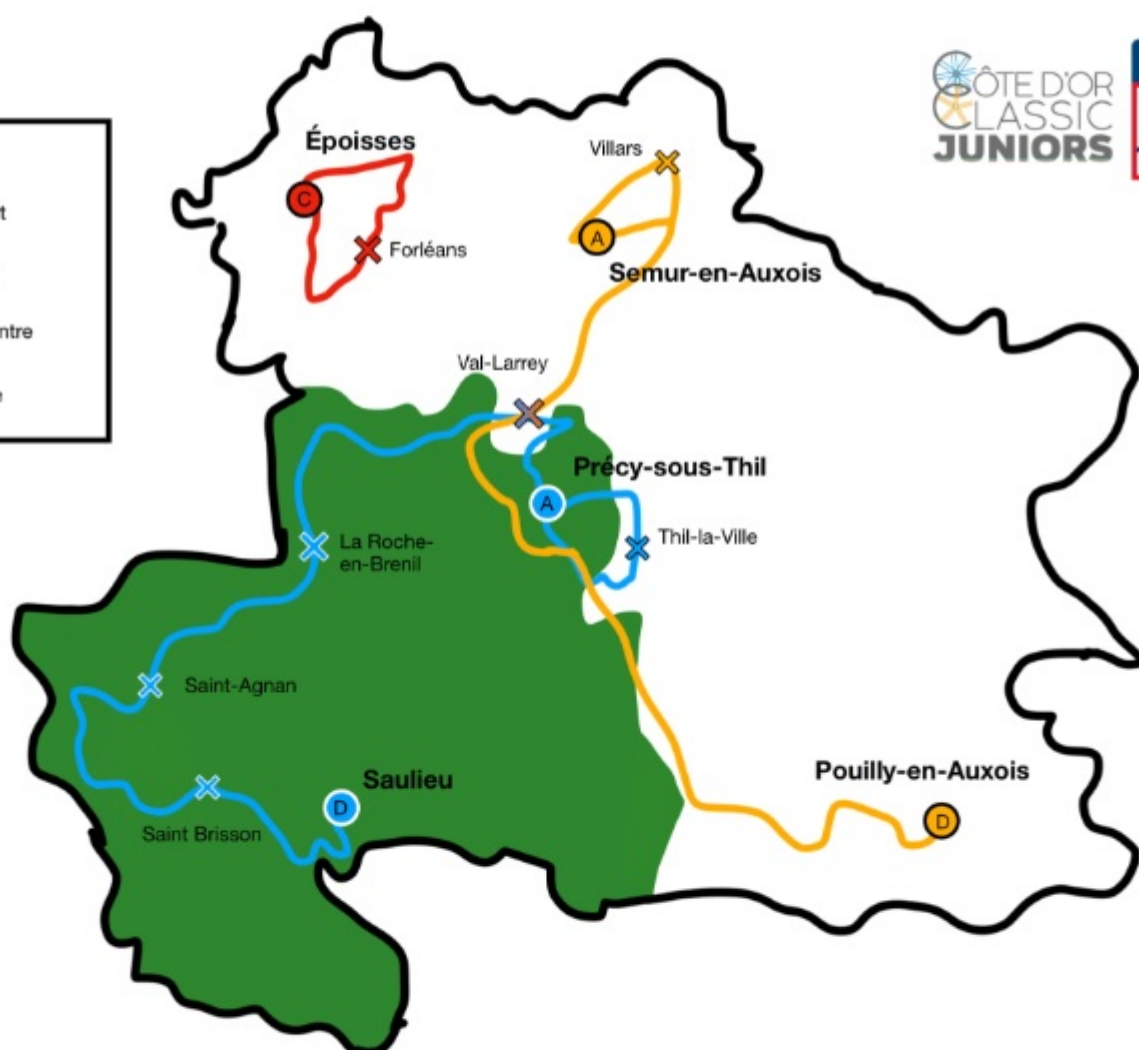 CÔTE D'OR
CLASSIC
JUNIORS
Époisses
C
Forléans
Villars
A
Semur-en-Auxois
Val-Larrey
Précy-sous-Thil
A
Thil-la-Ville
La Roche-
en-Brenil
Saint-Agnan
Saulieu
D
Saint Brisson
Pouilly-en-Auxois
D